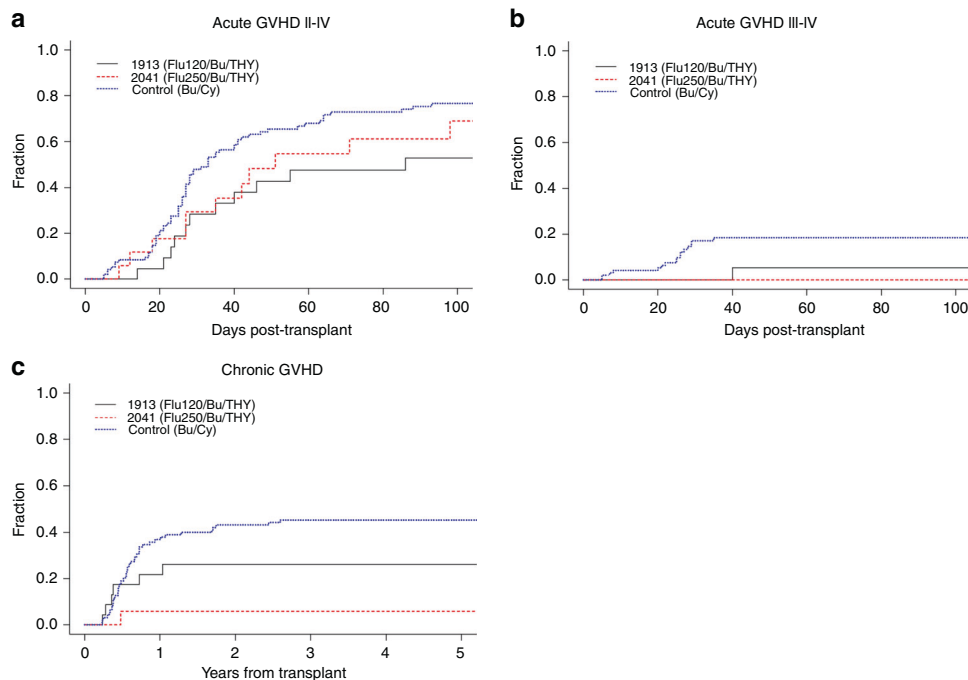 a
Acute GVHD II-IV
1913 (Flu120/Bu/THY)
2041 (Flu250/Bu/THY)
Control (Bu/Cy)
Fraction
1.0
0.8
0.6
0.4
0.2
0.0
0 20 40 60 80 100
Days post-transplant
b
Acute GVHD III-IV
1913 (Flu120/Bu/THY)
2041 (Flu250/Bu/THY)
Control (Bu/Cy)
Fraction
1.0
0.8
0.6
0.4
0.2
0.0
0 20 40 60 80 100
Days post-transplant
c
Chronic GVHD
1913 (Flu120/Bu/THY)
2041 (Flu250/Bu/THY)
Control (Bu/Cy)
Fraction
1.0
0.8
0.6
0.4
0.2
0.0
0 1 2 3 4 5
Years from transplant